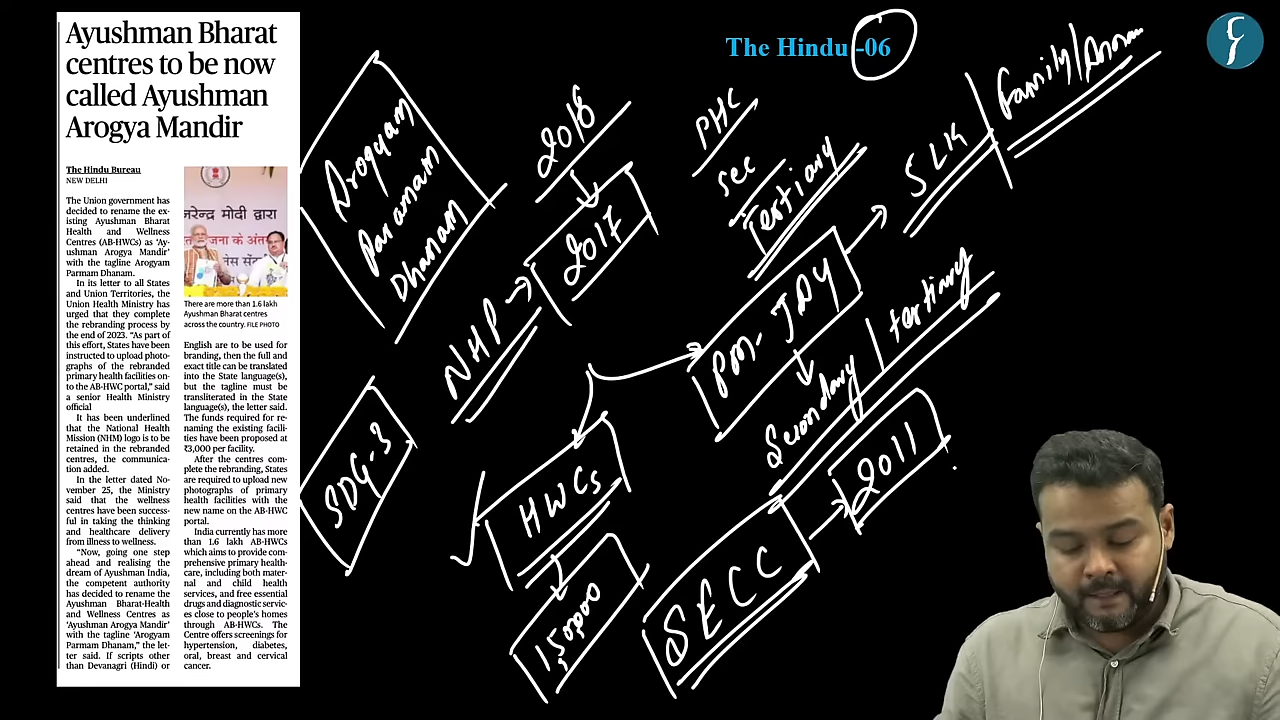 Ayushman Bharat
centres to be now
called Ayushman
Arogya Mandir
The Hindu Bureau
NEW DELHI
The Union government has
decided to rename the ex-
isting Ayushman Bharat
Health and Wellness
Centres (AB-HWCs) as ‘Ay-
ushman Arogya Mandir’
with the tagline Arogyam
Parmam Dhanam.
In its letter to all States
and Union Territories, the
Union Health Ministry has
urged that they complete
the rebranding process by
the end of 2023. “As part of
this effort, States have been
instructed to upload photo-
graphs of the rebranded
primary health facilities on-
to the AB-HWC portal,” said
a senior Health Ministry
official
It has been underlined
that the National Health
Mission (NHM) logo is to be
retained in the rebranded
centres, the communica-
tion added.
In the letter dated No-
vember 25, the Ministry
said that the wellness
centres have been success-
ful in taking the thinking
and healthcare delivery
from illness to wellness.
“Now, going one step
ahead and realising the
dream of Ayushman India,
the competent authority
has decided to rename the
Ayushman Bharat-Health
and Wellness Centres as
‘Ayushman Arogya Mandir’
with the tagline ‘Arogyam
Parmam Dhanam,” the let-
ter said. If scripts other
than Devanagri (Hindi) or
रेन्द्र मोदी द्वारा
There are more than 1.6 lakh
Ayushman Bharat centres
across the country. FILE PHOTO
English are to be used for
branding, then the full and
exact title can be translated
into the State language(s),
but the tagline must be
transliterated in the State
language(s), the letter said.
The funds required for re-
naming the existing facili-
ties have been proposed at
₹3,000 per facility.
After the centres com-
plete the rebranding, States
are required to upload new
photographs of primary
health facilities with the
new name on the AB-HWC
portal.
India currently has more
than 1.6 lakh AB-HWCs
which aims to provide com-
prehensive primary health-
care, including both mater-
nal and child health
services, and free essential
drugs and diagnostic servic-
es close to people’s homes
through AB-HWCs. The
Centre offers screenings for
hypertension, diabetes,
oral, breast and cervical
cancer.
The Hindu -06
Arogyam
Paramam
Dhanam
2018
2017
NHP
PHC
Sec
Tertiary
5LK
Family/
PM-JAY
Secondary / tertiary
SDG-3
HWCs
1,50,000
SECC
2011